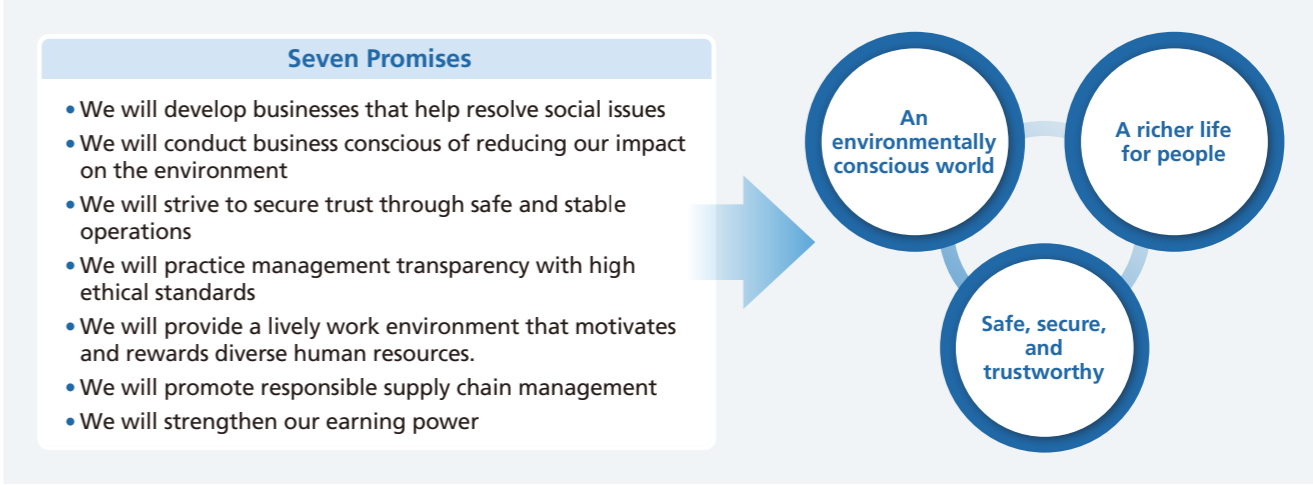 Seven Promises
• We will develop businesses that help resolve social issues
• We will conduct business conscious of reducing our impact
on the environment
• We will strive to secure trust through safe and stable
operations
• We will practice management transparency with high
ethical standards
• We will provide a lively work environment that motivates
and rewards diverse human resources.
• We will promote responsible supply chain management
• We will strengthen our earning power
An
environmentally
conscious world
A richer life
for people
Safe, secure,
and
trustworthy